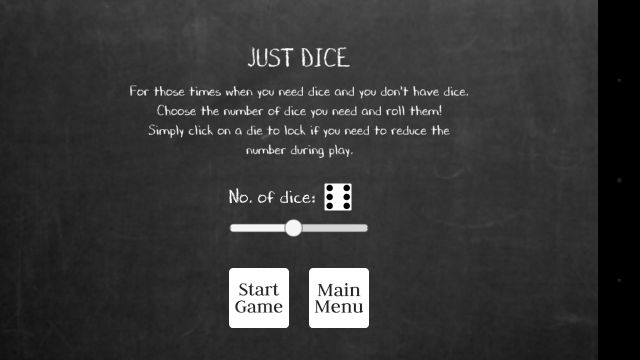 JUST DICE
For those times when you need dice and you don't have dice.
Choose the number of dice you need and roll them!
Simply click on a die to lock if you need to reduce the
number during play.
No. of dice:
Start
Game
Main
Menu